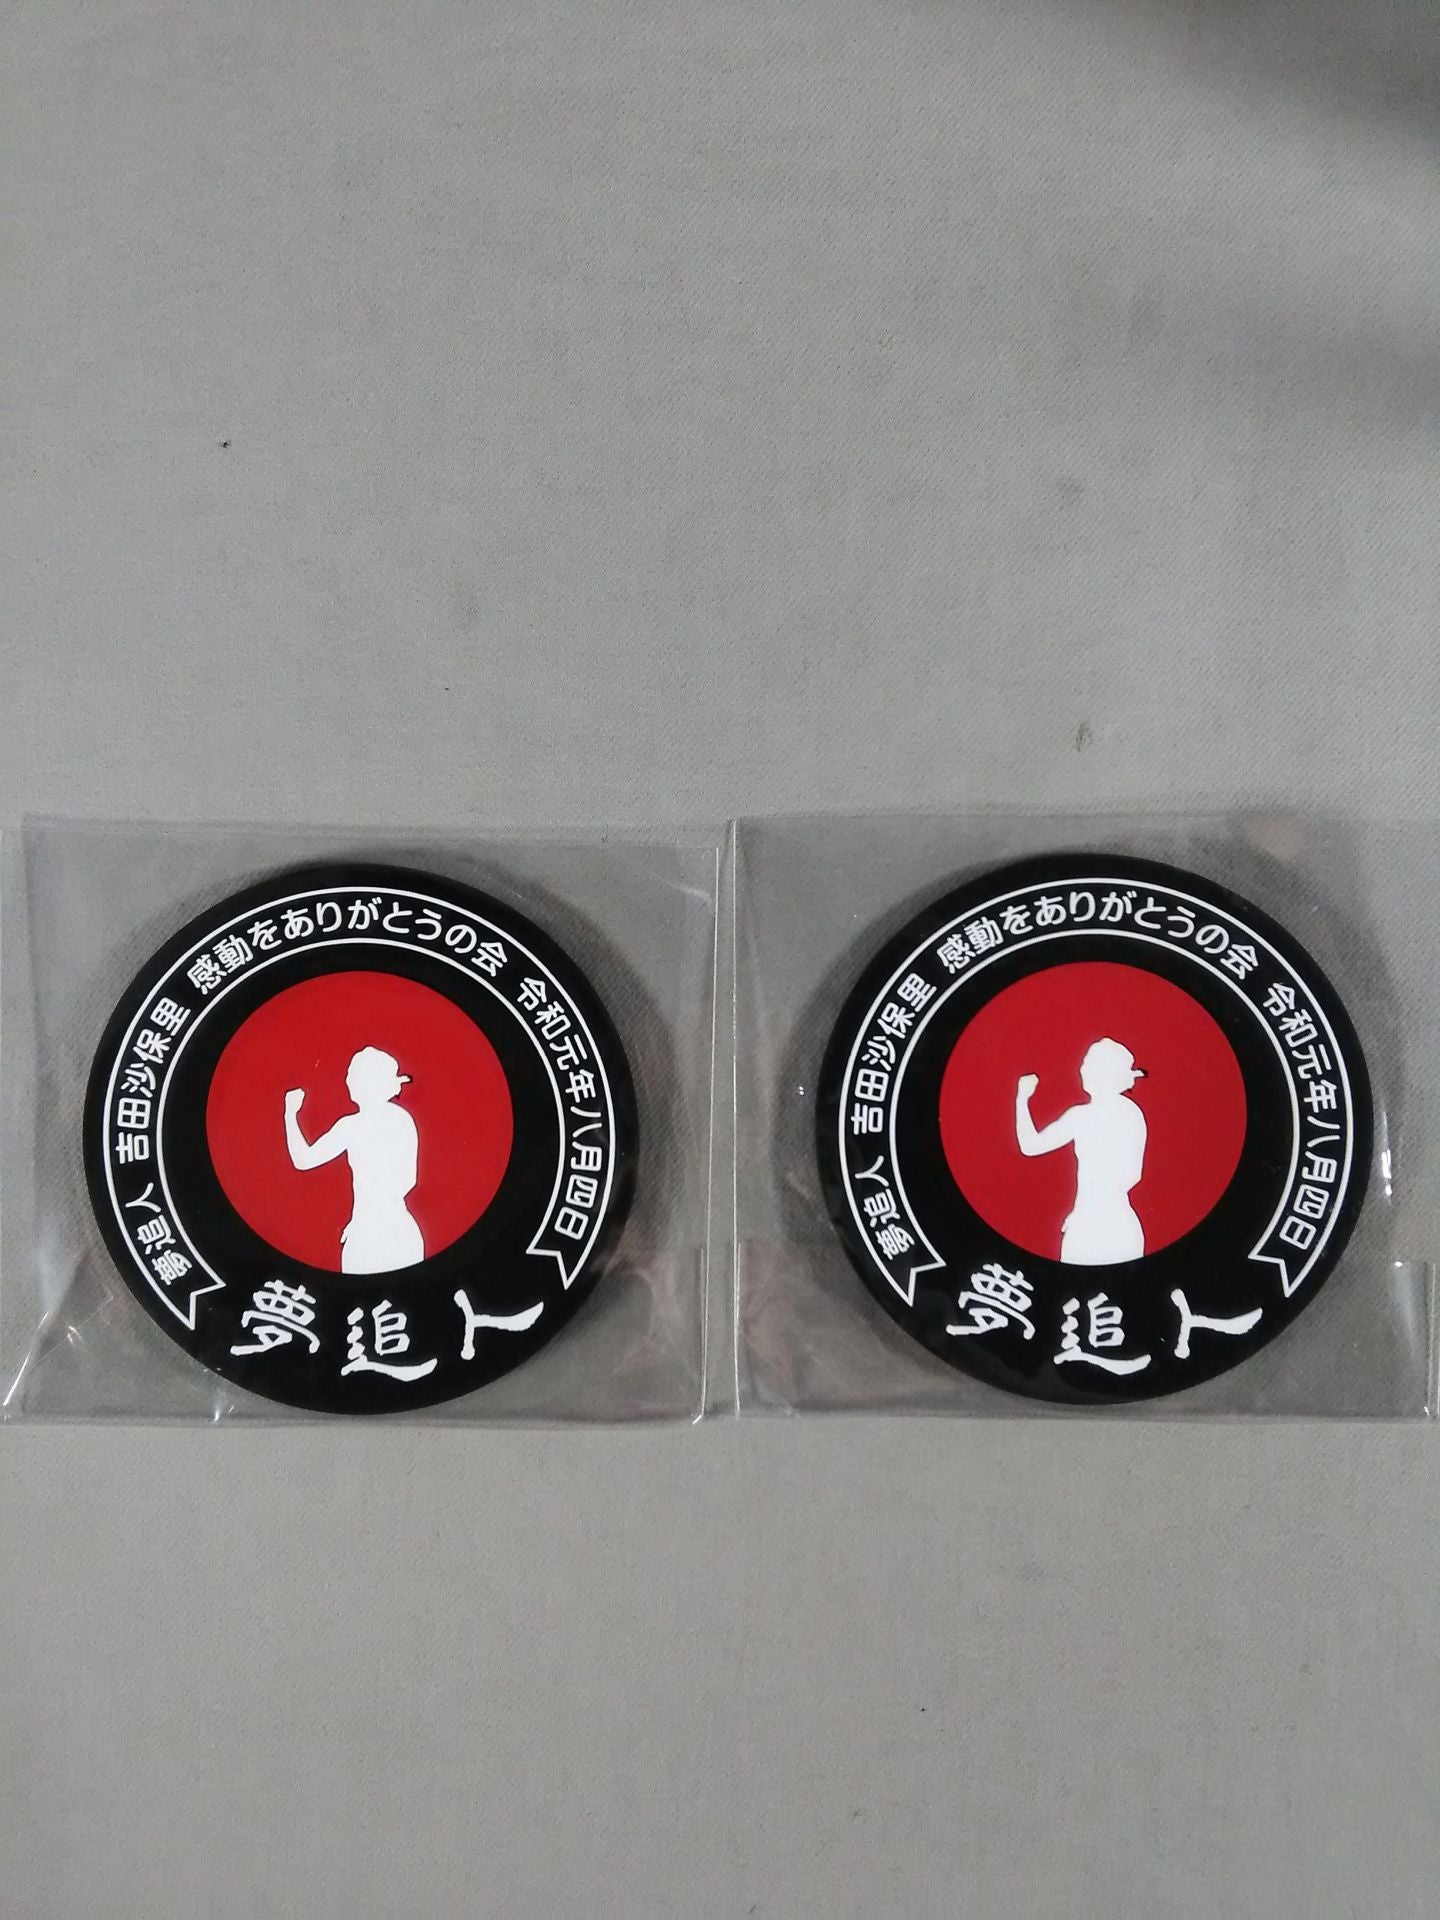 夢追人 吉田沙保里 感動をありがとうの会 令和元年八月四日
夢追人
夢追人 吉田沙保里 感動をありがとうの会 令和元年八月四日
夢追人